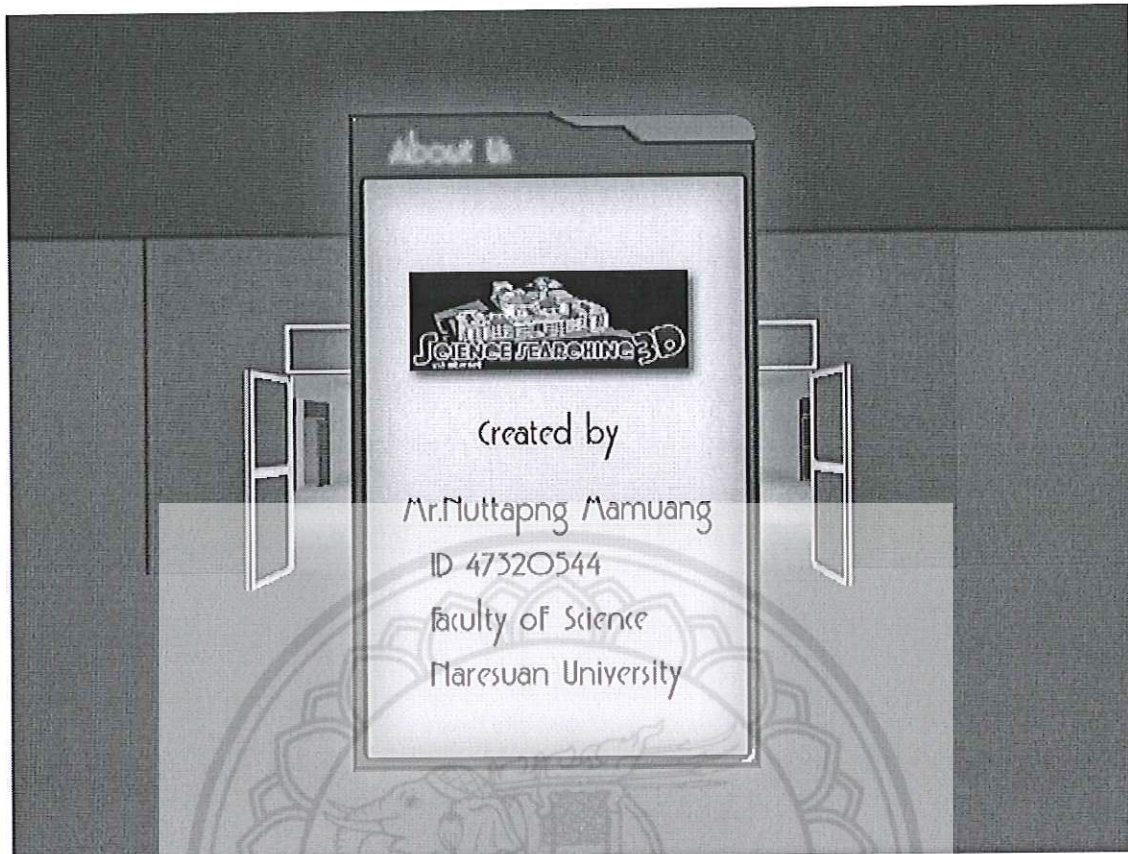 About Us
SCIENCE SEARCHING 3D
Created by
Mr.Nuttapng Mamuang
ID 47320544
Faculty of Science
Naresuan University